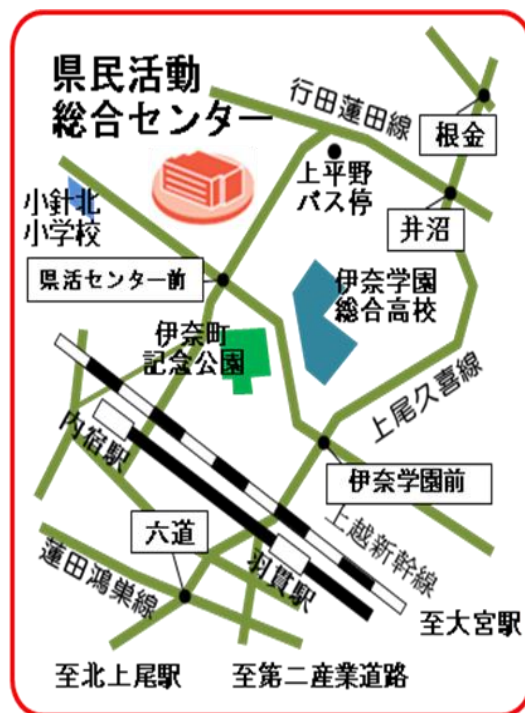 県民活動
総合センター
行田蓮田線
根金
上平野
バス停
井沼
小針北
小学校
県活センター前
伊奈学園
総合高校
伊奈町
記念公園
上尾久喜線
内宿駅
伊奈学園前
六道
上越新幹線
羽貫駅
蓮田鴻巣線
至大宮駅
至北上尾駅
至第二産業道路